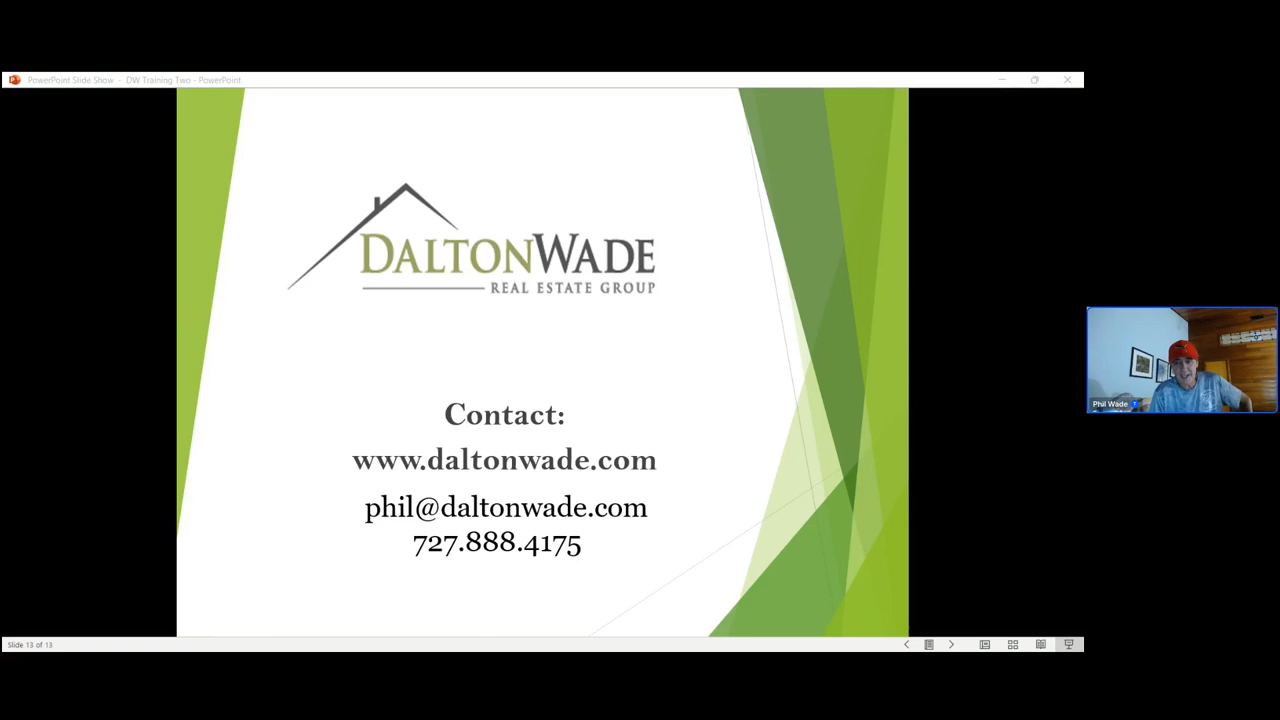 PowerPoint Slide Show - DW Training Two - PowerPoint
DALTONWADE
REAL ESTATE GROUP
Contact:
www.daltonwade.com
phil@daltonwade.com
727.888.4175
Phil Wade
Slide 13 of 13